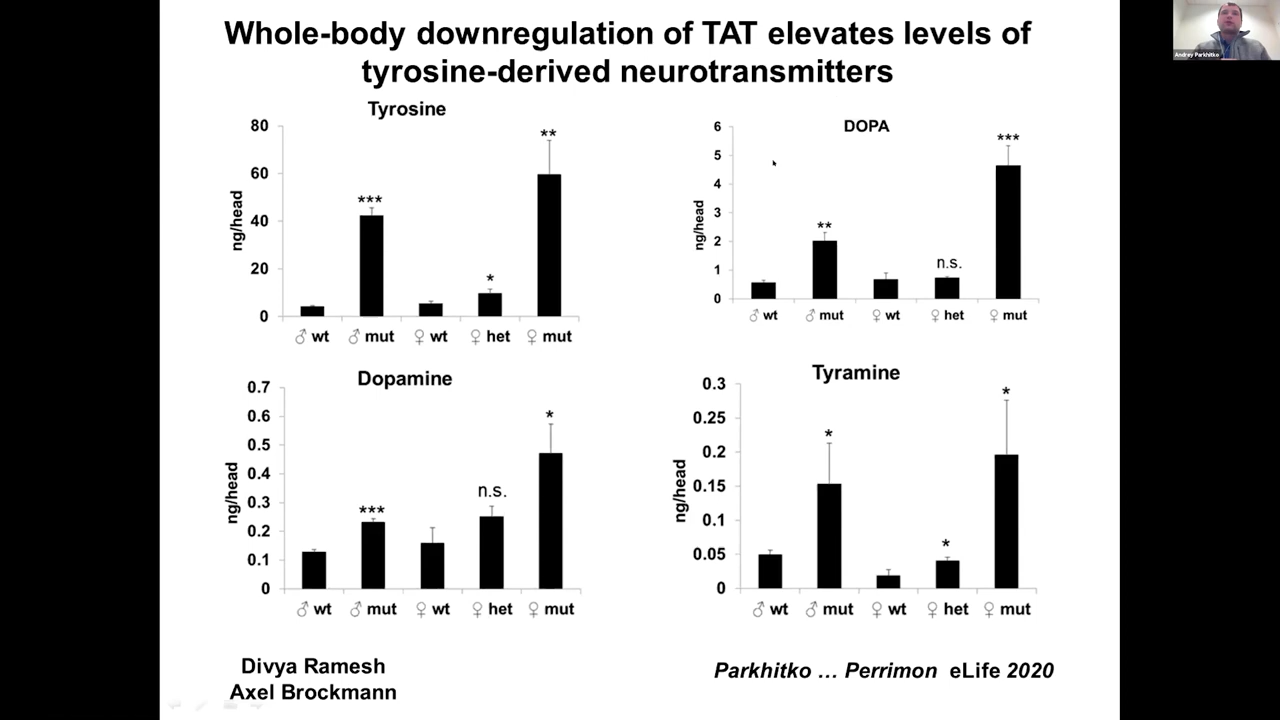 Whole-body downregulation of TAT elevates levels of
tyrosine-derived neurotransmitters
Andrey Parkhitko
Tyrosine
80
60
40
20
0
ng/head
***
*
**
♂ wt
♂ mut
♀ wt
♀ het
♀ mut
DOPA
6
5
4
3
2
1
0
ng/head
**
n.s.
***
♂ wt
♂ mut
♀ wt
♀ het
♀ mut
Dopamine
0.7
0.6
0.5
0.4
0.3
0.2
0.1
0
ng/head
***
n.s.
*
♂ wt
♂ mut
♀ wt
♀ het
♀ mut
Tyramine
0.3
0.25
0.2
0.15
0.1
0.05
0
ng/head
*
*
*
♂ wt
♂ mut
♀ wt
♀ het
♀ mut
Divya Ramesh
Axel Brockmann
Parkhitko … Perrimon eLife 2020